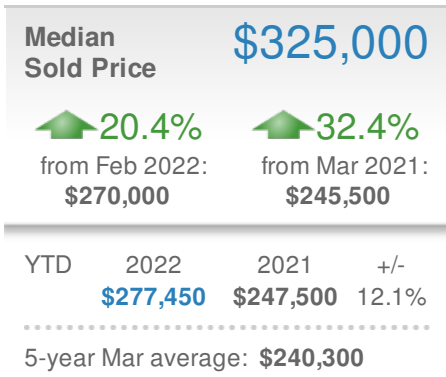 Median
Sold Price
$325,000
20.4%
from Feb 2022:
$270,000
32.4%
from Mar 2021:
$245,500
YTD 2022 2021 +/-
$277,450 $247,500 12.1%
5-year Mar average: $240,300